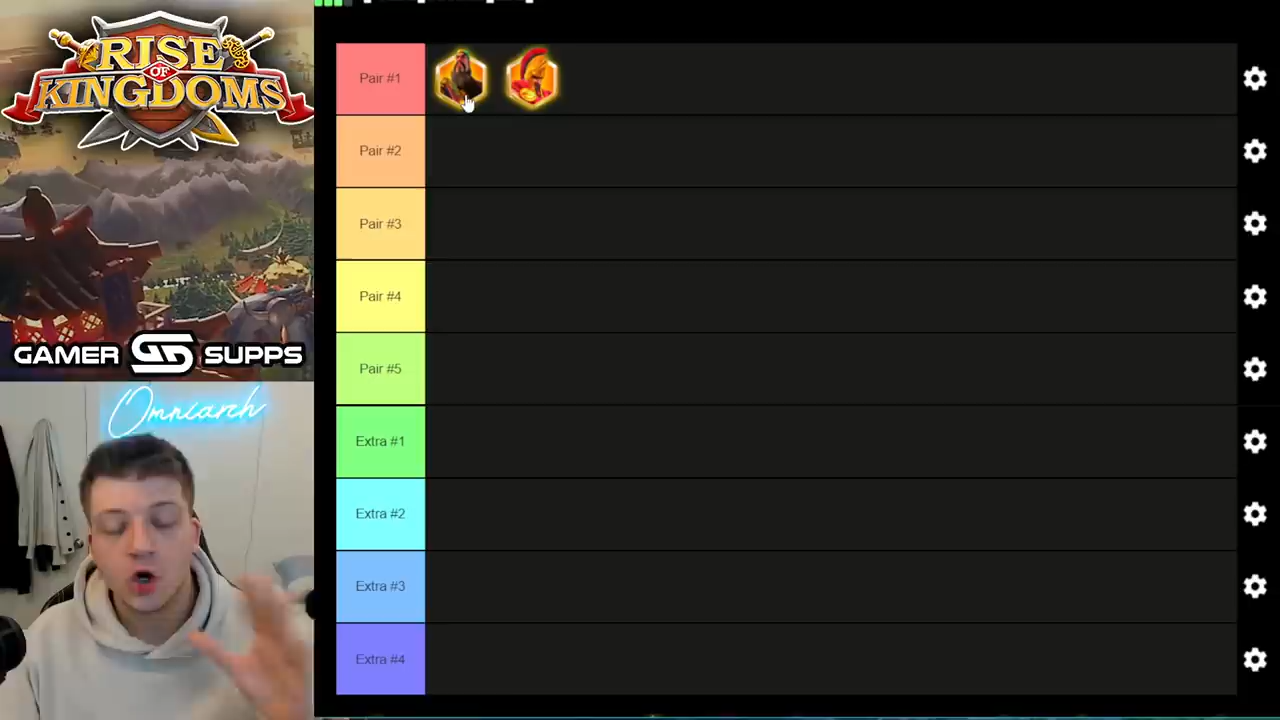 RISE
OF
KINGDOMS
GAMER GS SUPPS
Omniarch
Pair #1
Pair #2
Pair #3
Pair #4
Pair #5
Extra #1
Extra #2
Extra #3
Extra #4